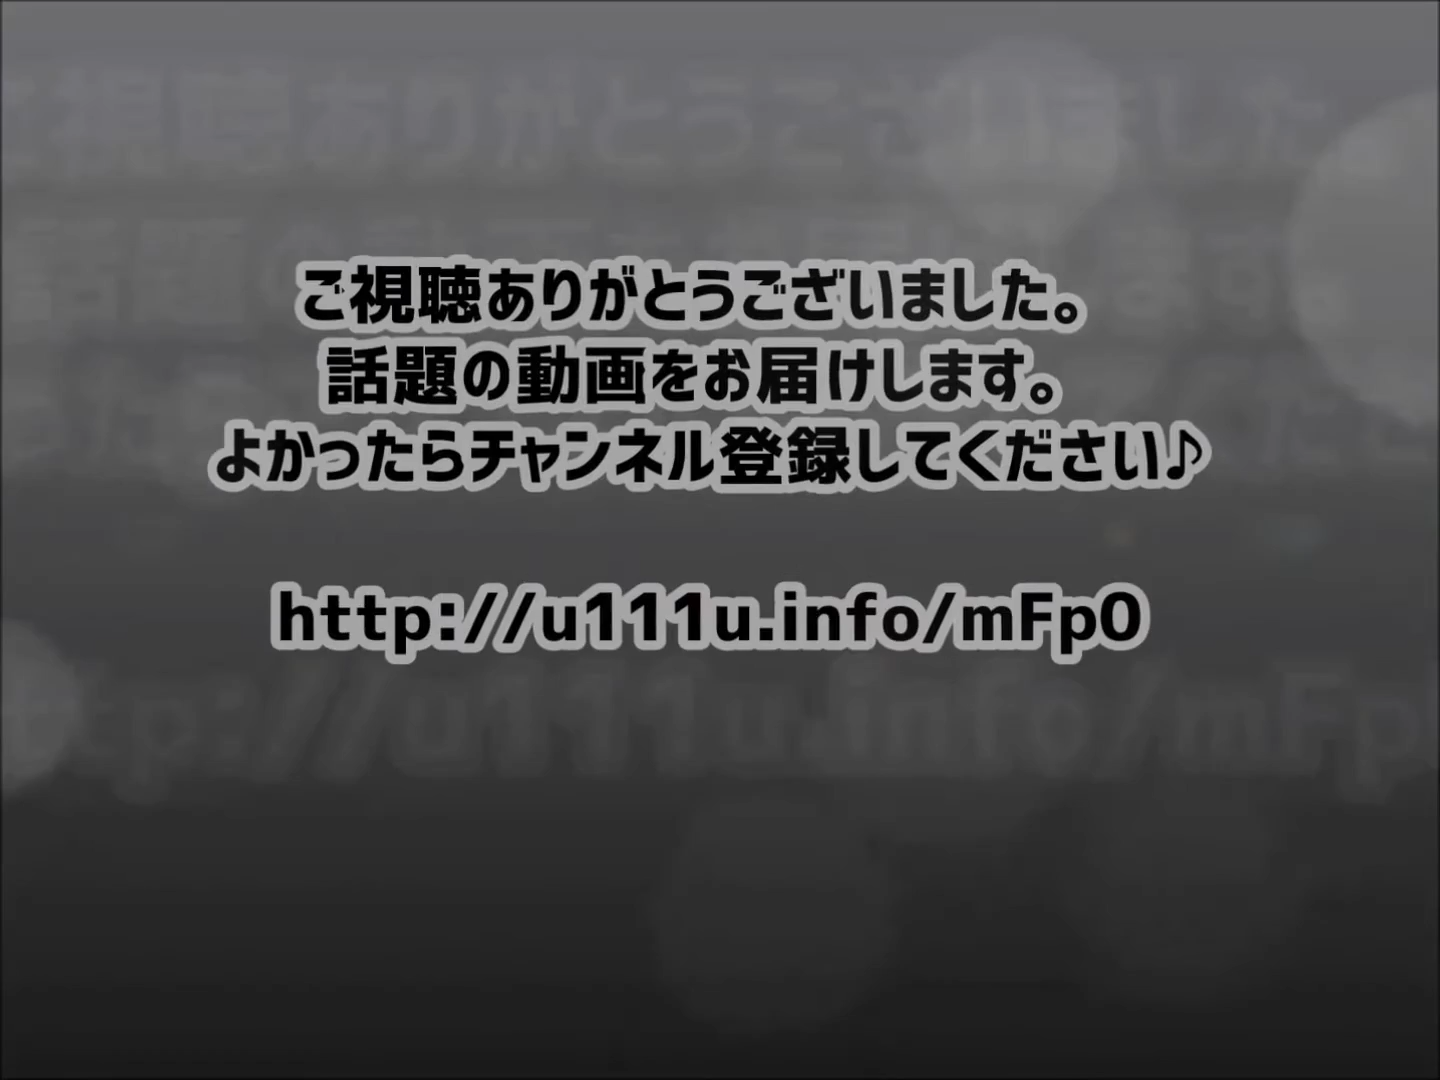 ご視聴ありがとうございました。
話題の動画をお届けします。
よかったらチャンネル登録してください♪
http://u111u.info/mFp0